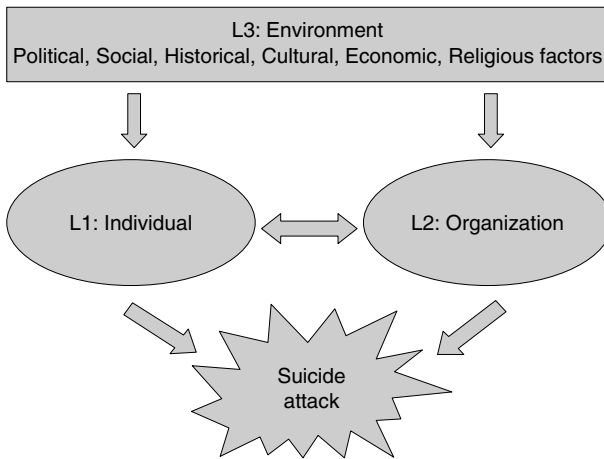 L3: Environment
Political, Social, Historical, Cultural, Economic, Religious factors
L1: Individual
L2: Organization
Suicide
attack